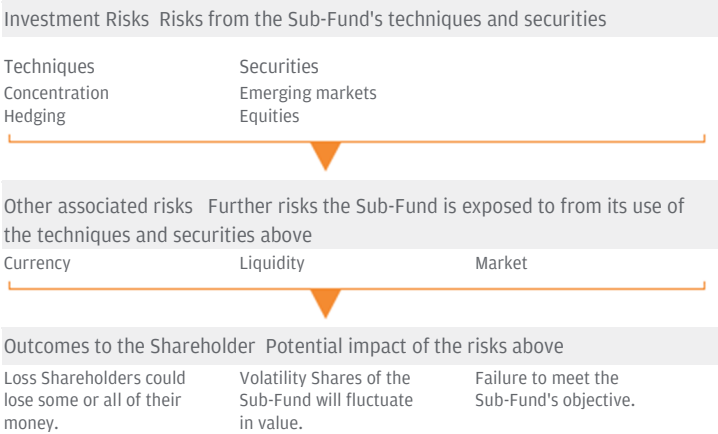 Investment Risks Risks from the Sub-Fund's techniques and securities
Techniques Securities
Concentration Emerging markets
Hedging Equities
Other associated risks Further risks the Sub-Fund is exposed to from its use of
the techniques and securities above
Currency Liquidity Market
Outcomes to the Shareholder Potential impact of the risks above
Loss Shareholders could
lose some or all of their
money.
Volatility Shares of the
Sub-Fund will fluctuate
in value.
Failure to meet the
Sub-Fund's objective.